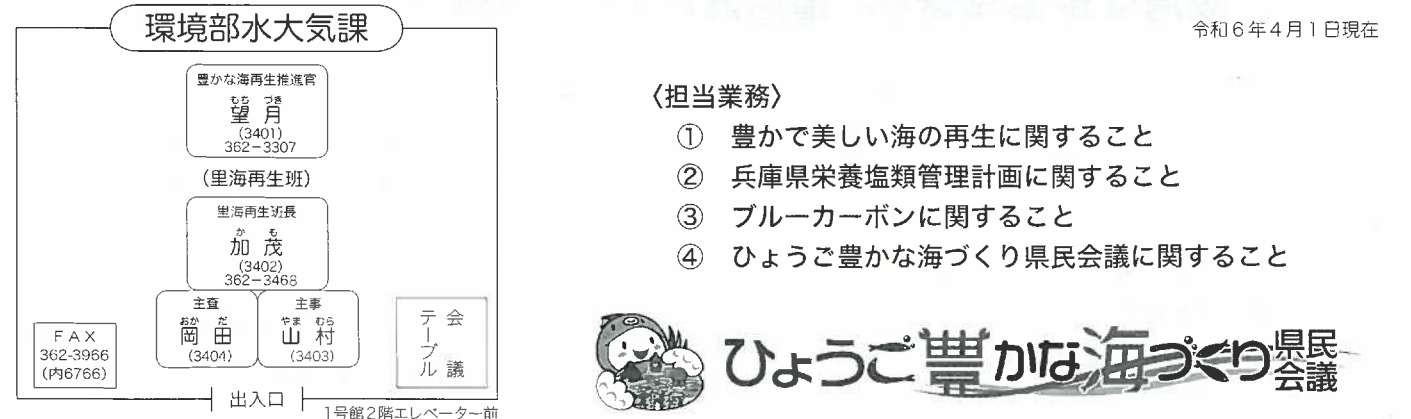 環境部水大気課
豊かな海再生推進官
もち づき
望 月
(3401)
362−3307
(里海再生班)
里海再生班長
か も
加 茂
(3402)
362−3468
主査
おか だ
岡 田
(3404)
主事
やま むら
山 村
(3403)
会議
テーブル
FAX
362-3966
(内6766)
出入口
1号館2階エレベーター前
令和6年4月1日現在
〈担当業務〉
① 豊かで美しい海の再生に関すること
② 兵庫県栄養塩類管理計画に関すること
③ ブルーカーボンに関すること
④ ひょうご豊かな海づくり県民会議に関すること
ひょうご豊かな海づくり県民会議